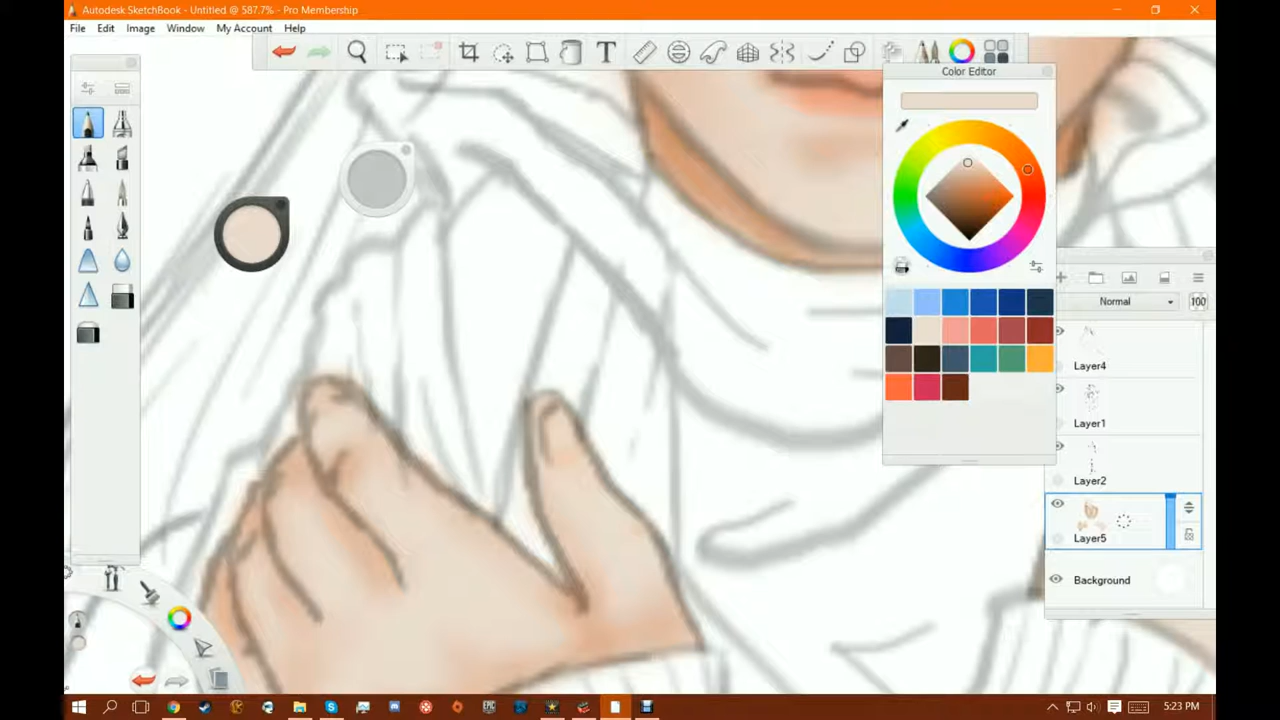 Autodesk SketchBook - Untitled @ 587.7% - Pro Membership
File Edit Image Window My Account Help
T
Color Editor
Normal 100
Layer4
Layer1
Layer2
Layer5
Background
EPIC
5:23 PM